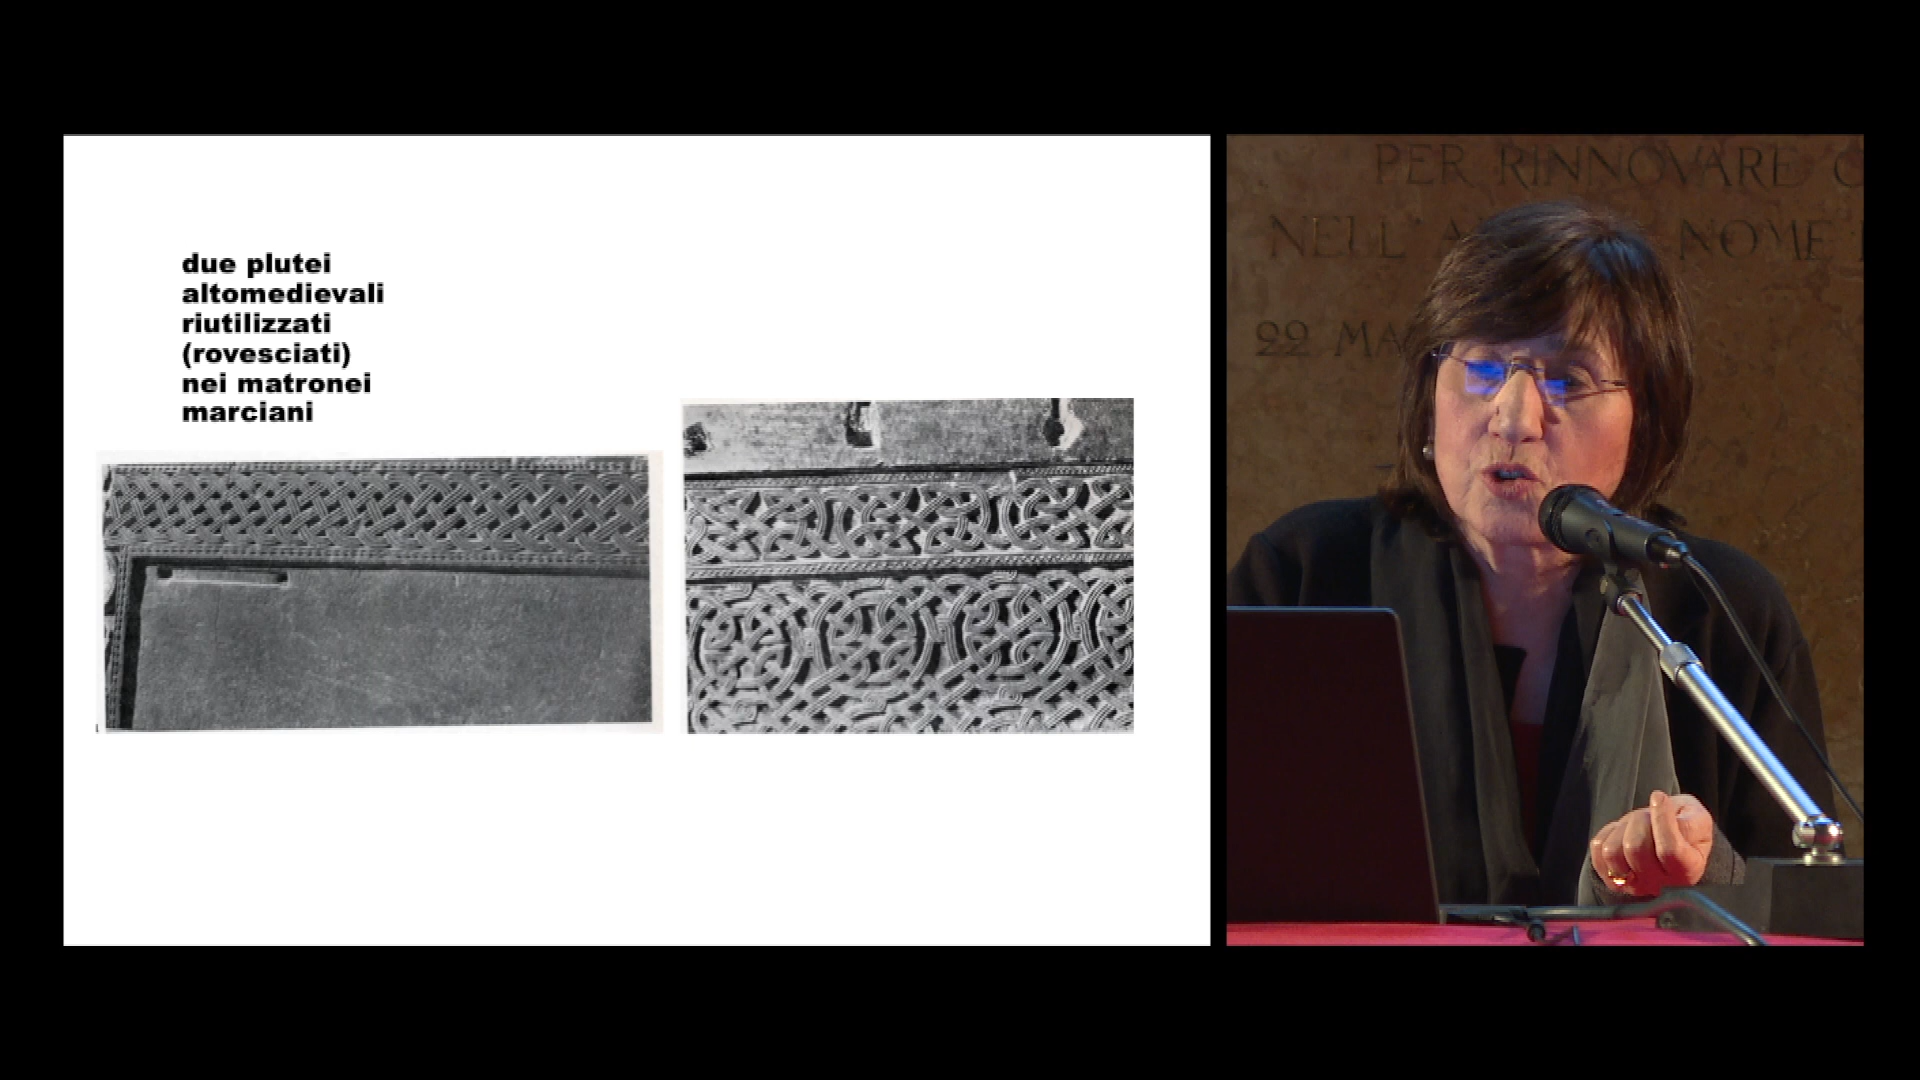 due plutei
altomedievali
riutilizzati
(rovesciati)
nei matronei
marciani
PER RINNOVARE
NELL' NOME
22